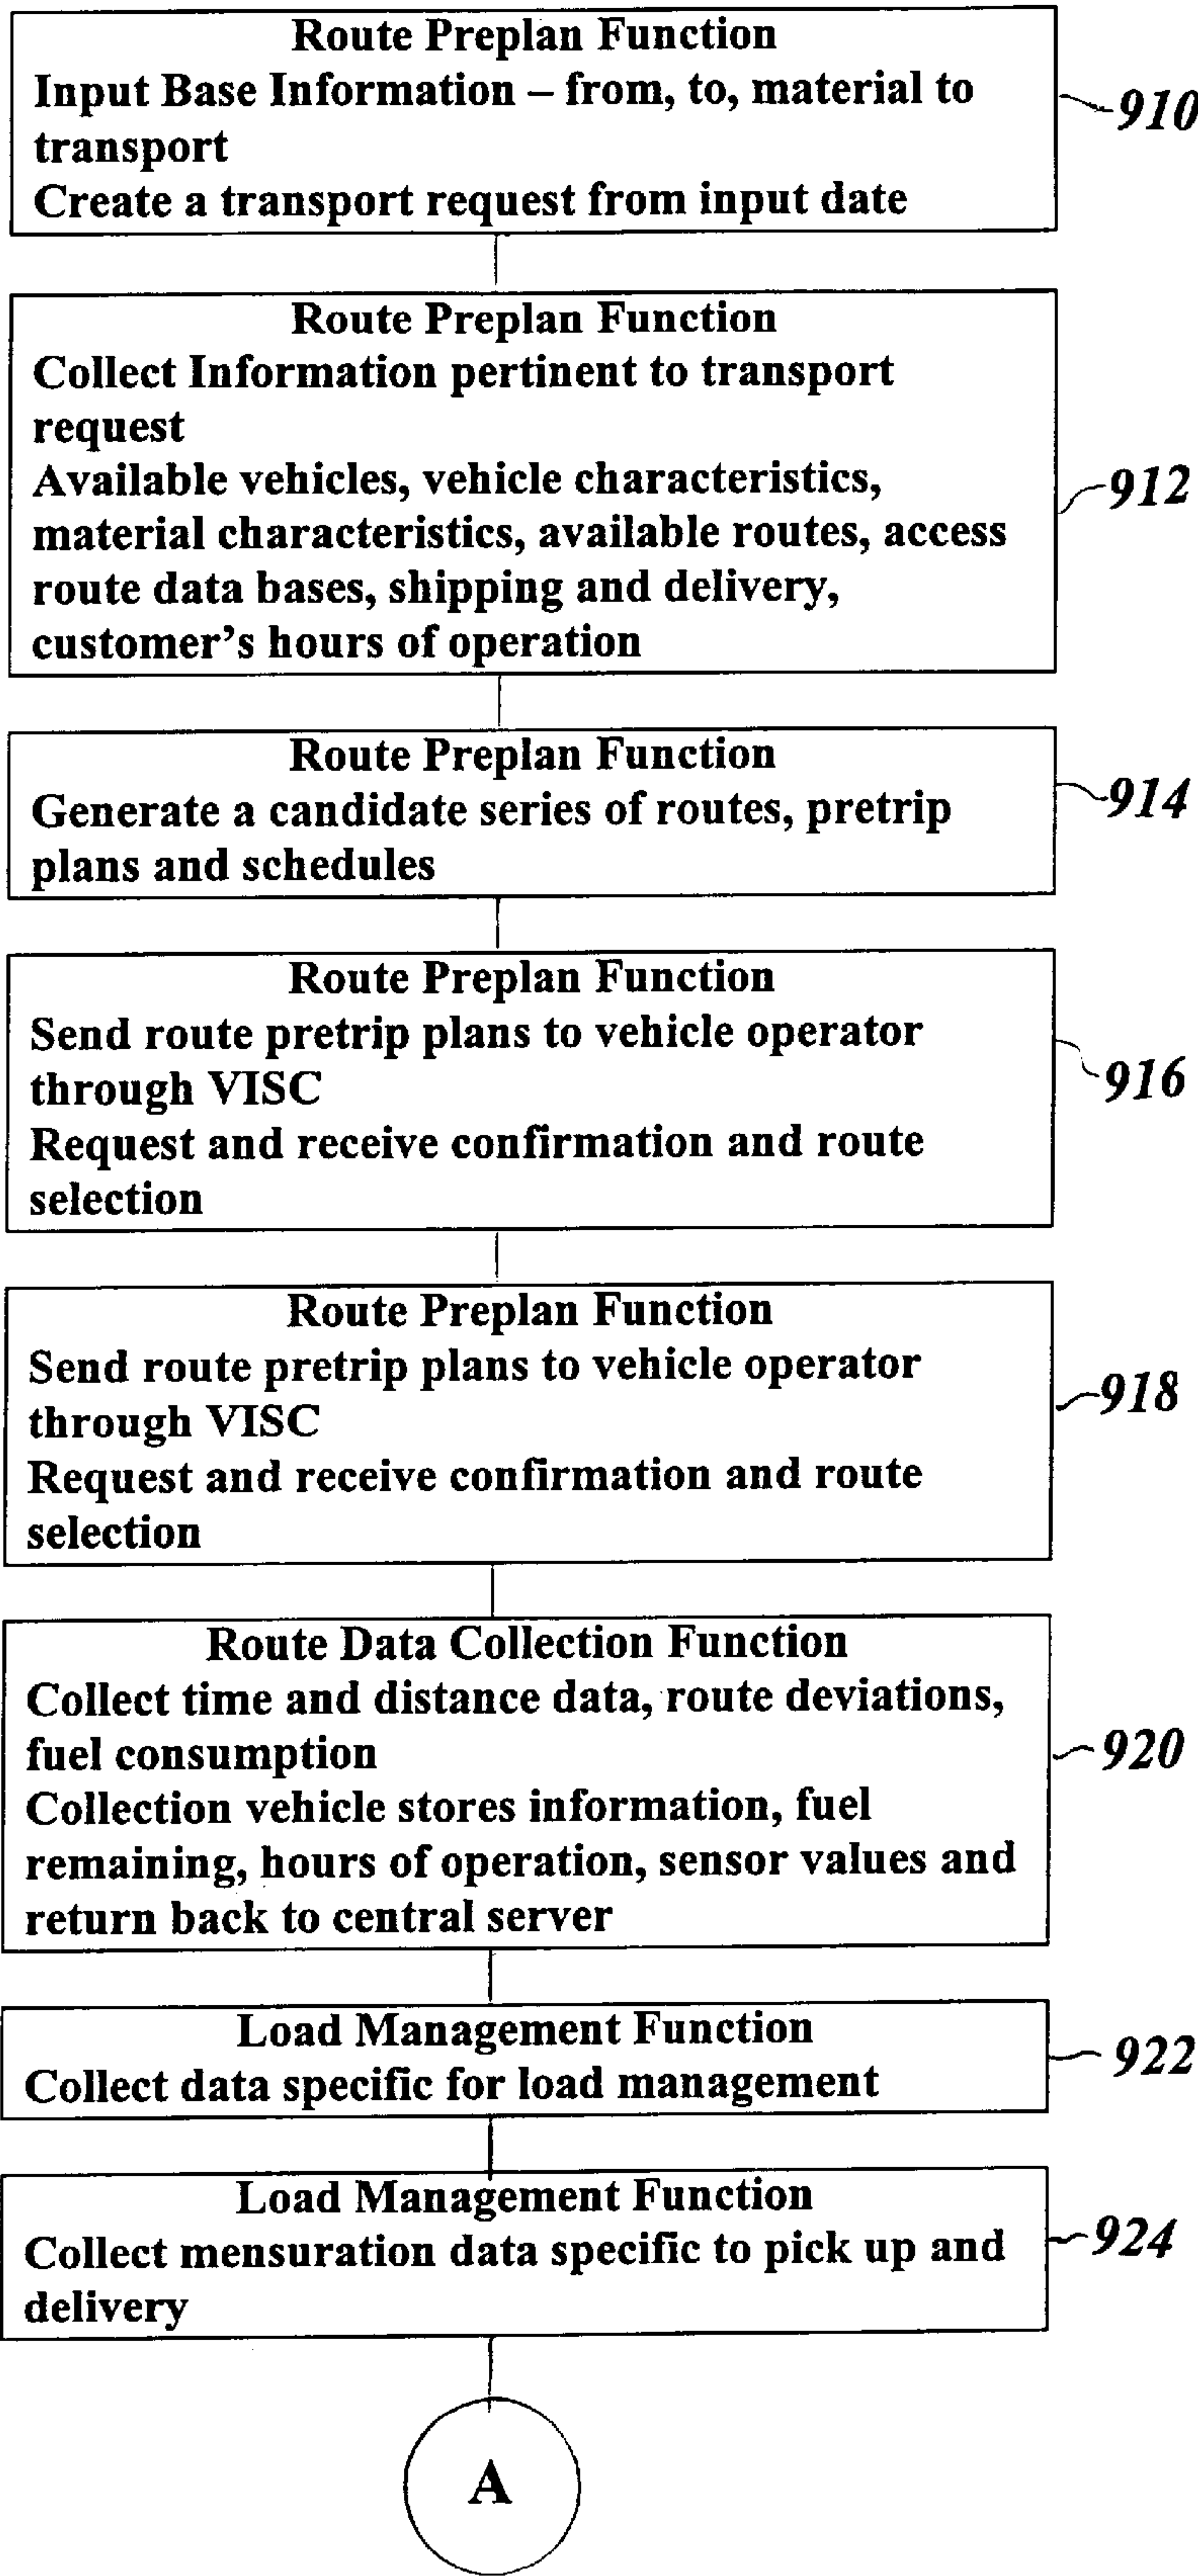 Route Preplan Function
Input Base Information – from, to, material to
transport
Create a transport request from input date
910
Route Preplan Function
Collect Information pertinent to transport
request
Available vehicles, vehicle characteristics,
material characteristics, available routes, access
route data bases, shipping and delivery,
customer’s hours of operation
912
Route Preplan Function
Generate a candidate series of routes, pretrip
plans and schedules
914
Route Preplan Function
Send route pretrip plans to vehicle operator
through VISC
Request and receive confirmation and route
selection
916
Route Preplan Function
Send route pretrip plans to vehicle operator
through VISC
Request and receive confirmation and route
selection
918
Route Data Collection Function
Collect time and distance data, route deviations,
fuel consumption
Collection vehicle stores information, fuel
remaining, hours of operation, sensor values and
return back to central server
920
Load Management Function
Collect data specific for load management
922
Load Management Function
Collect mensuration data specific to pick up and
delivery
924
A